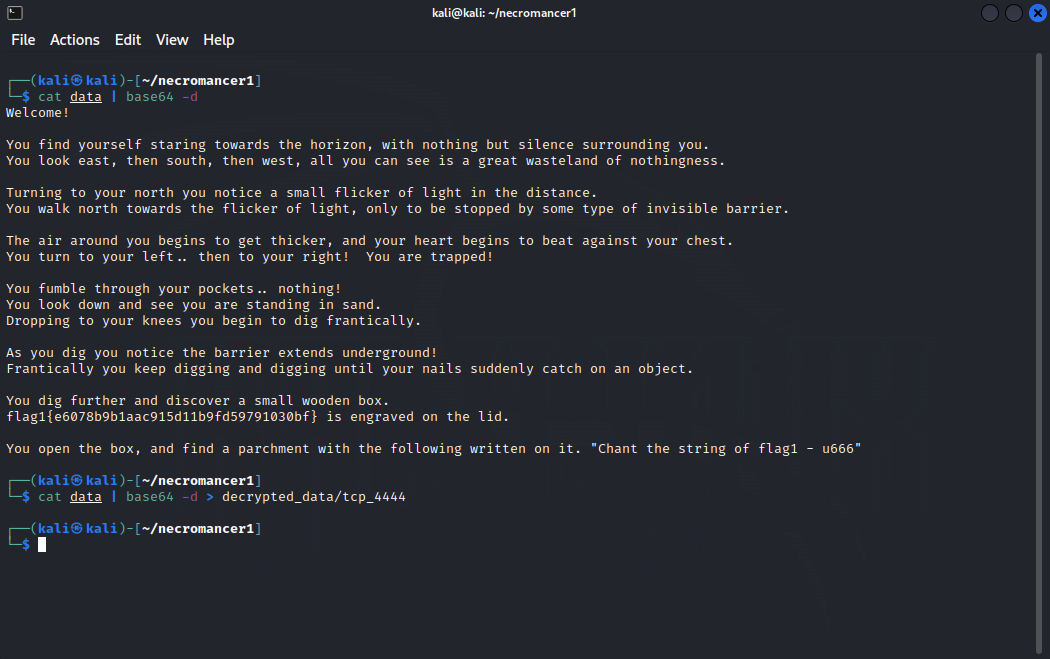 kali@kali: ~/necromancer1
File Actions Edit View Help
┌──(kali㉿kali)-[~/necromancer1]
└─$ cat data | base64 -d
Welcome!
You find yourself staring towards the horizon, with nothing but silence surrounding you.
You look east, then south, then west, all you can see is a great wasteland of nothingness.
Turning to your north you notice a small flicker of light in the distance.
You walk north towards the flicker of light, only to be stopped by some type of invisible barrier.
The air around you begins to get thicker, and your heart begins to beat against your chest.
You turn to your left.. then to your right!  You are trapped!
You fumble through your pockets.. nothing!
You look down and see you are standing in sand.
Dropping to your knees you begin to dig frantically.
As you dig you notice the barrier extends underground!
Frantically you keep digging and digging until your nails suddenly catch on an object.
You dig further and discover a small wooden box.
flag1{e6078b9b1aac915d11b9fd59791030bf} is engraved on the lid.
You open the box, and find a parchment with the following written on it. "Chant the string of flag1 - u666"
┌──(kali㉿kali)-[~/necromancer1]
└─$ cat data | base64 -d > decrypted_data/tcp_4444
┌──(kali㉿kali)-[~/necromancer1]
└─$